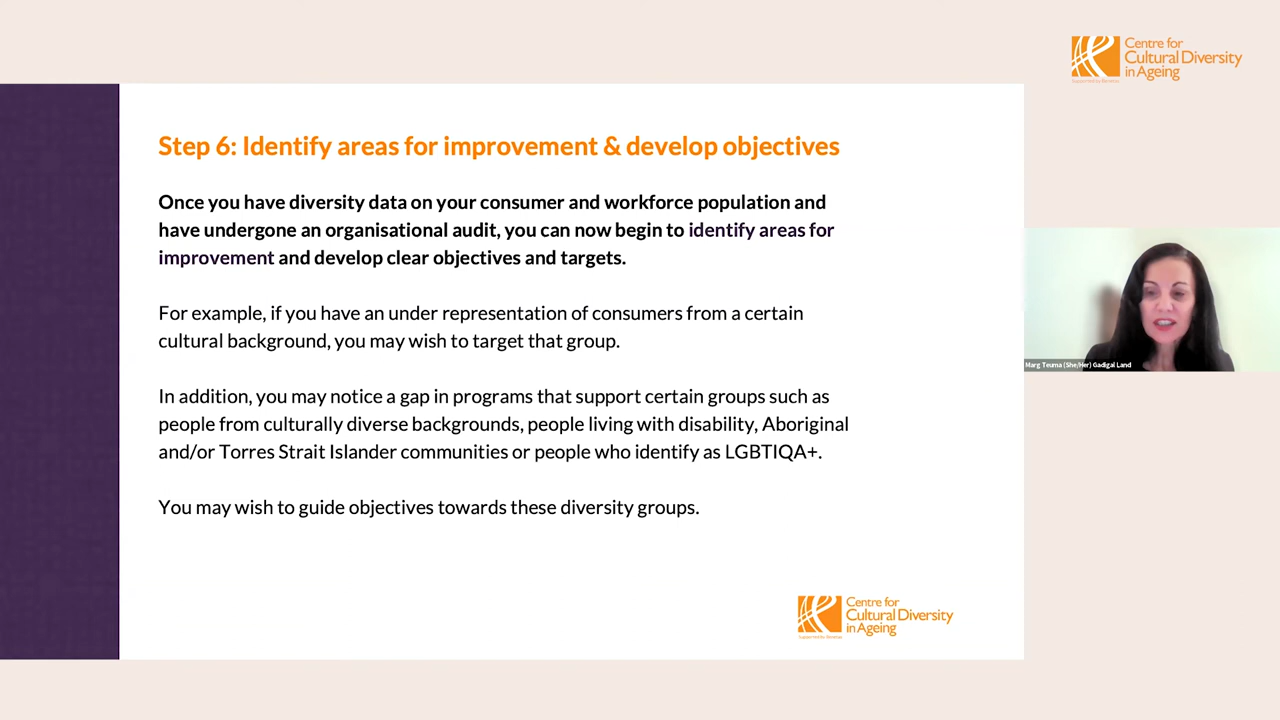 Centre for
Cultural Diversity
in Ageing
Step 6: Identify areas for improvement & develop objectives
Once you have diversity data on your consumer and workforce population and
have undergone an organisational audit, you can now begin to identify areas for
improvement and develop clear objectives and targets.
For example, if you have an under representation of consumers from a certain
cultural background, you may wish to target that group.
In addition, you may notice a gap in programs that support certain groups such as
people from culturally diverse backgrounds, people living with disability, Aboriginal
and/or Torres Strait Islander communities or people who identify as LGBTIQA+.
You may wish to guide objectives towards these diversity groups.
Marg Teuma (She/Her) Gadigal Land
Centre for
Cultural Diversity
in Ageing